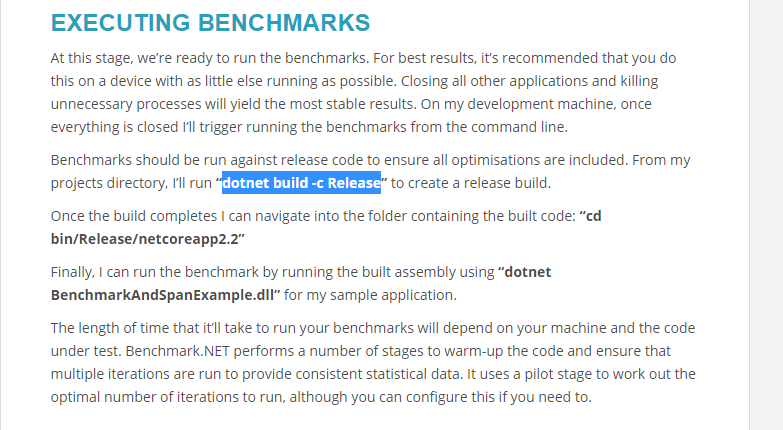 EXECUTING BENCHMARKS
At this stage, we’re ready to run the benchmarks. For best results, it’s recommended that you do
this on a device with as little else running as possible. Closing all other applications and killing
unnecessary processes will yield the most stable results. On my development machine, once
everything is closed I’ll trigger running the benchmarks from the command line.
Benchmarks should be run against release code to ensure all optimisations are included. From my
projects directory, I’ll run “dotnet build -c Release” to create a release build.
Once the build completes I can navigate into the folder containing the built code: “cd
bin/Release/netcoreapp2.2”
Finally, I can run the benchmark by running the built assembly using “dotnet
BenchmarkAndSpanExample.dll” for my sample application.
The length of time that it’ll take to run your benchmarks will depend on your machine and the code
under test. Benchmark.NET performs a number of stages to warm-up the code and ensure that
multiple iterations are run to provide consistent statistical data. It uses a pilot stage to work out the
optimal number of iterations to run, although you can configure this if you need to.